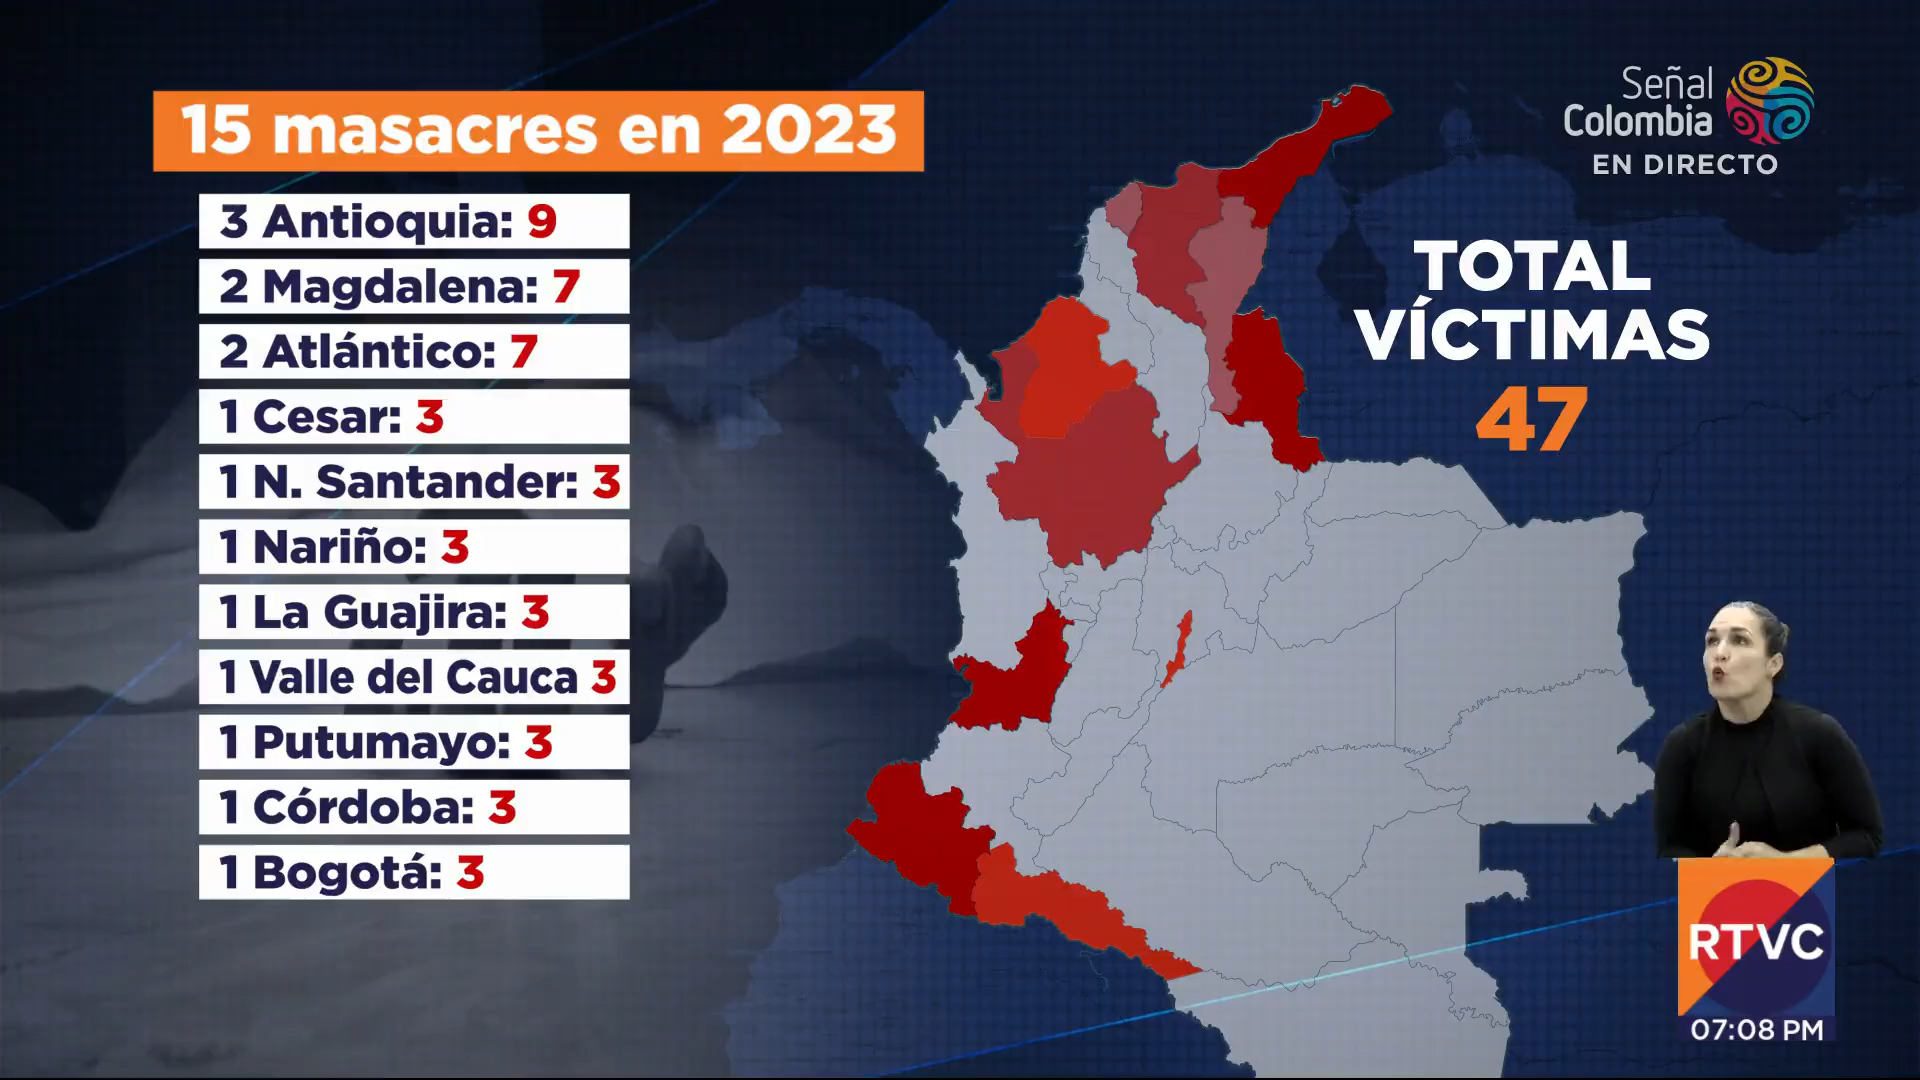 15 masacres en 2023
3 Antioquia: 9
2 Magdalena: 7
2 Atlántico: 7
1 Cesar: 3
1 N. Santander: 3
1 Nariño: 3
1 La Guajira: 3
1 Valle del Cauca 3
1 Putumayo: 3
1 Córdoba: 3
1 Bogotá: 3
TOTAL
VÍCTIMAS
47
Señal
Colombia
EN DIRECTO
RTVC
07:08 PM